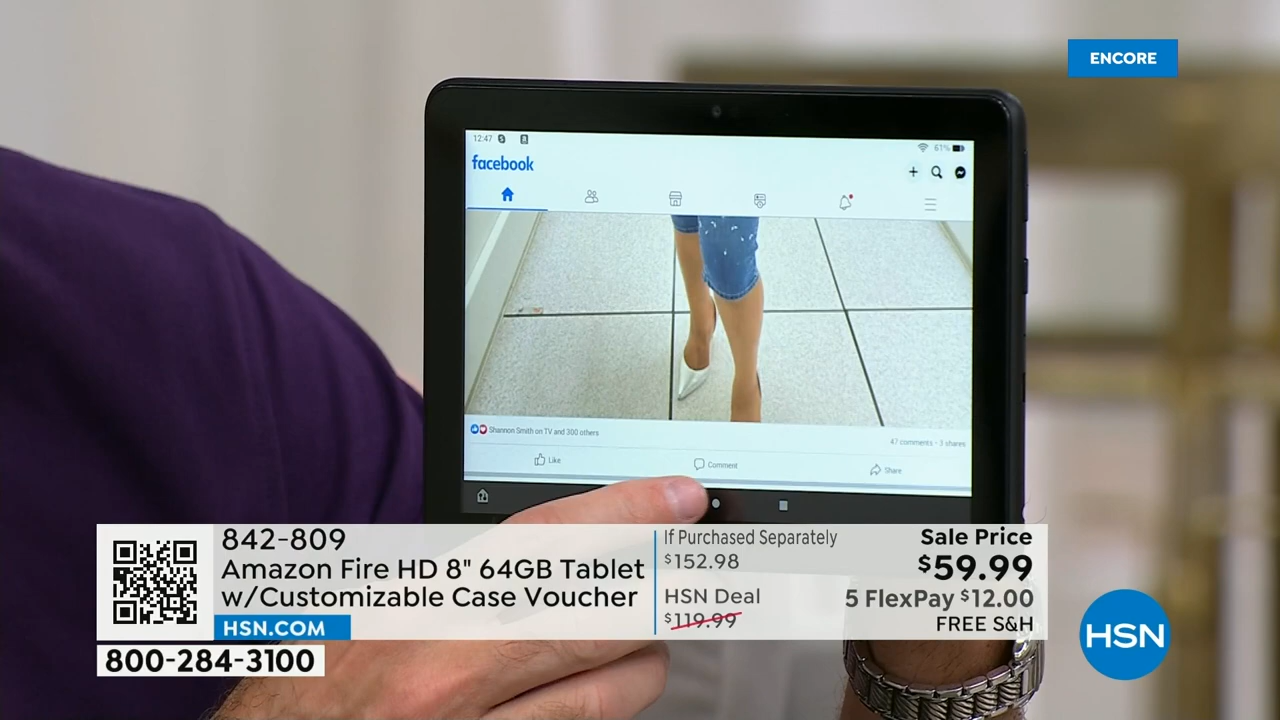 ENCORE
12:47
61%
facebook
Shannon Smith on TV and 300 others
47 comments • 3 shares
Like
Comment
Share
842-809
Amazon Fire HD 8" 64GB Tablet
w/Customizable Case Voucher
HSN.COM
800-284-3100
If Purchased Separately
$152.98
HSN Deal
$119.99
Sale Price
$59.99
5 FlexPay $12.00
FREE S&H
HSN